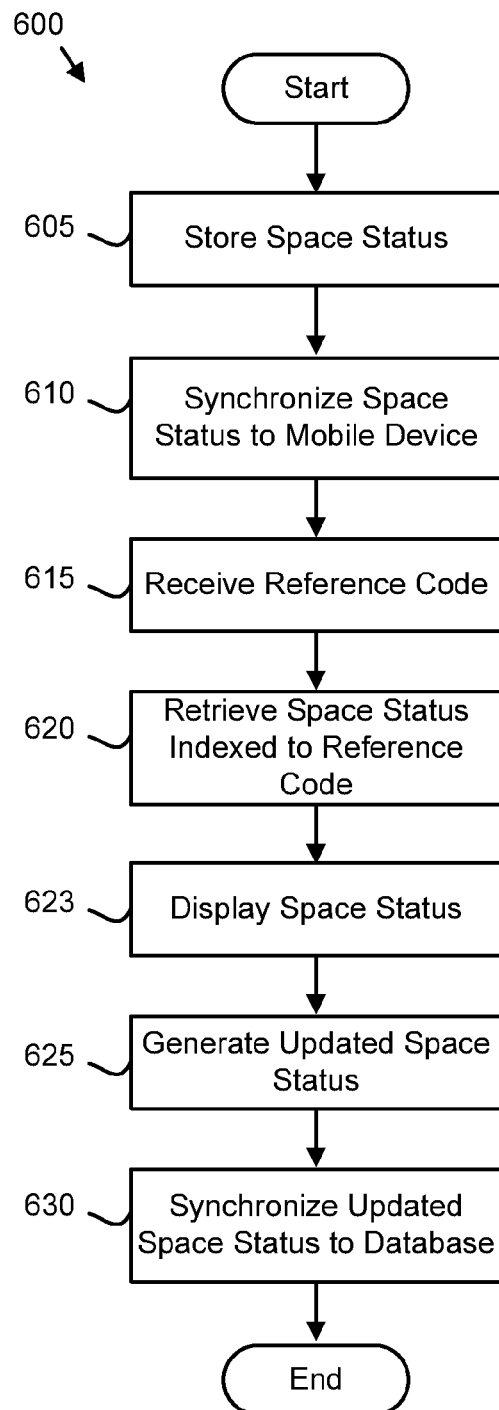 600
Start
605
Store Space Status
610
Synchronize Space
Status to Mobile Device
615
Receive Reference Code
620
Retrieve Space Status
Indexed to Reference
Code
623
Display Space Status
625
Generate Updated Space
Status
630
Synchronize Updated
Space Status to Database
End